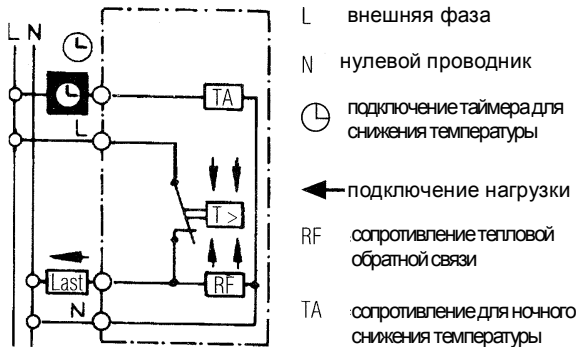 L N
TA
L
T >
Last
RF
N
L внешняя фаза
N нулевой проводник
подключение таймера для
снижения температуры
подключение нагрузки
RF сопротивление тепловой
обратной связи
TA сопротивление для ночного
снижения температуры